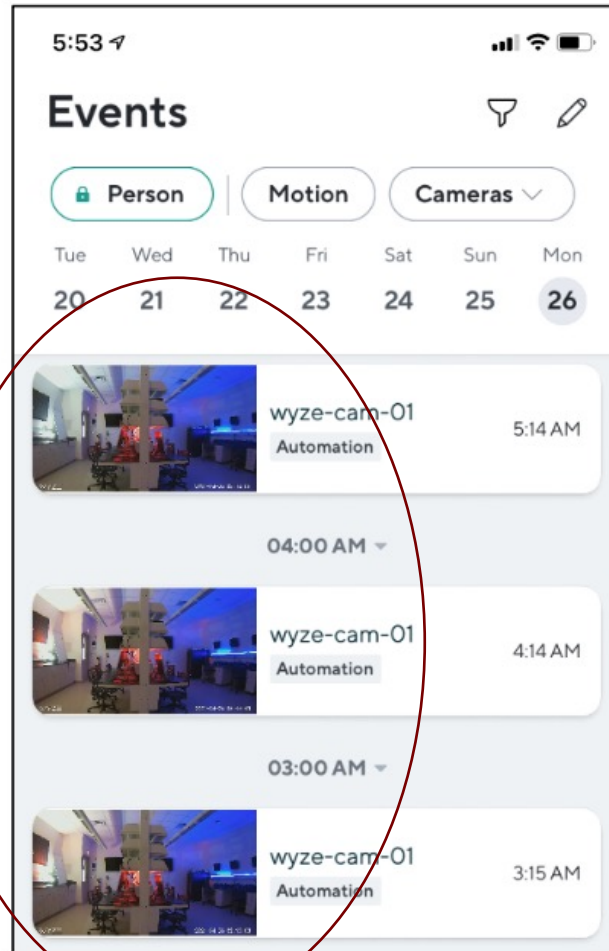 5:53
Events
Person Motion Cameras
Tue Wed Thu Fri Sat Sun Mon
20 21 22 23 24 25 26
wyze-cam-01
Automation
5:14 AM
04:00 AM
wyze-cam-01
Automation
4:14 AM
03:00 AM
wyze-cam-01
Automation
3:15 AM